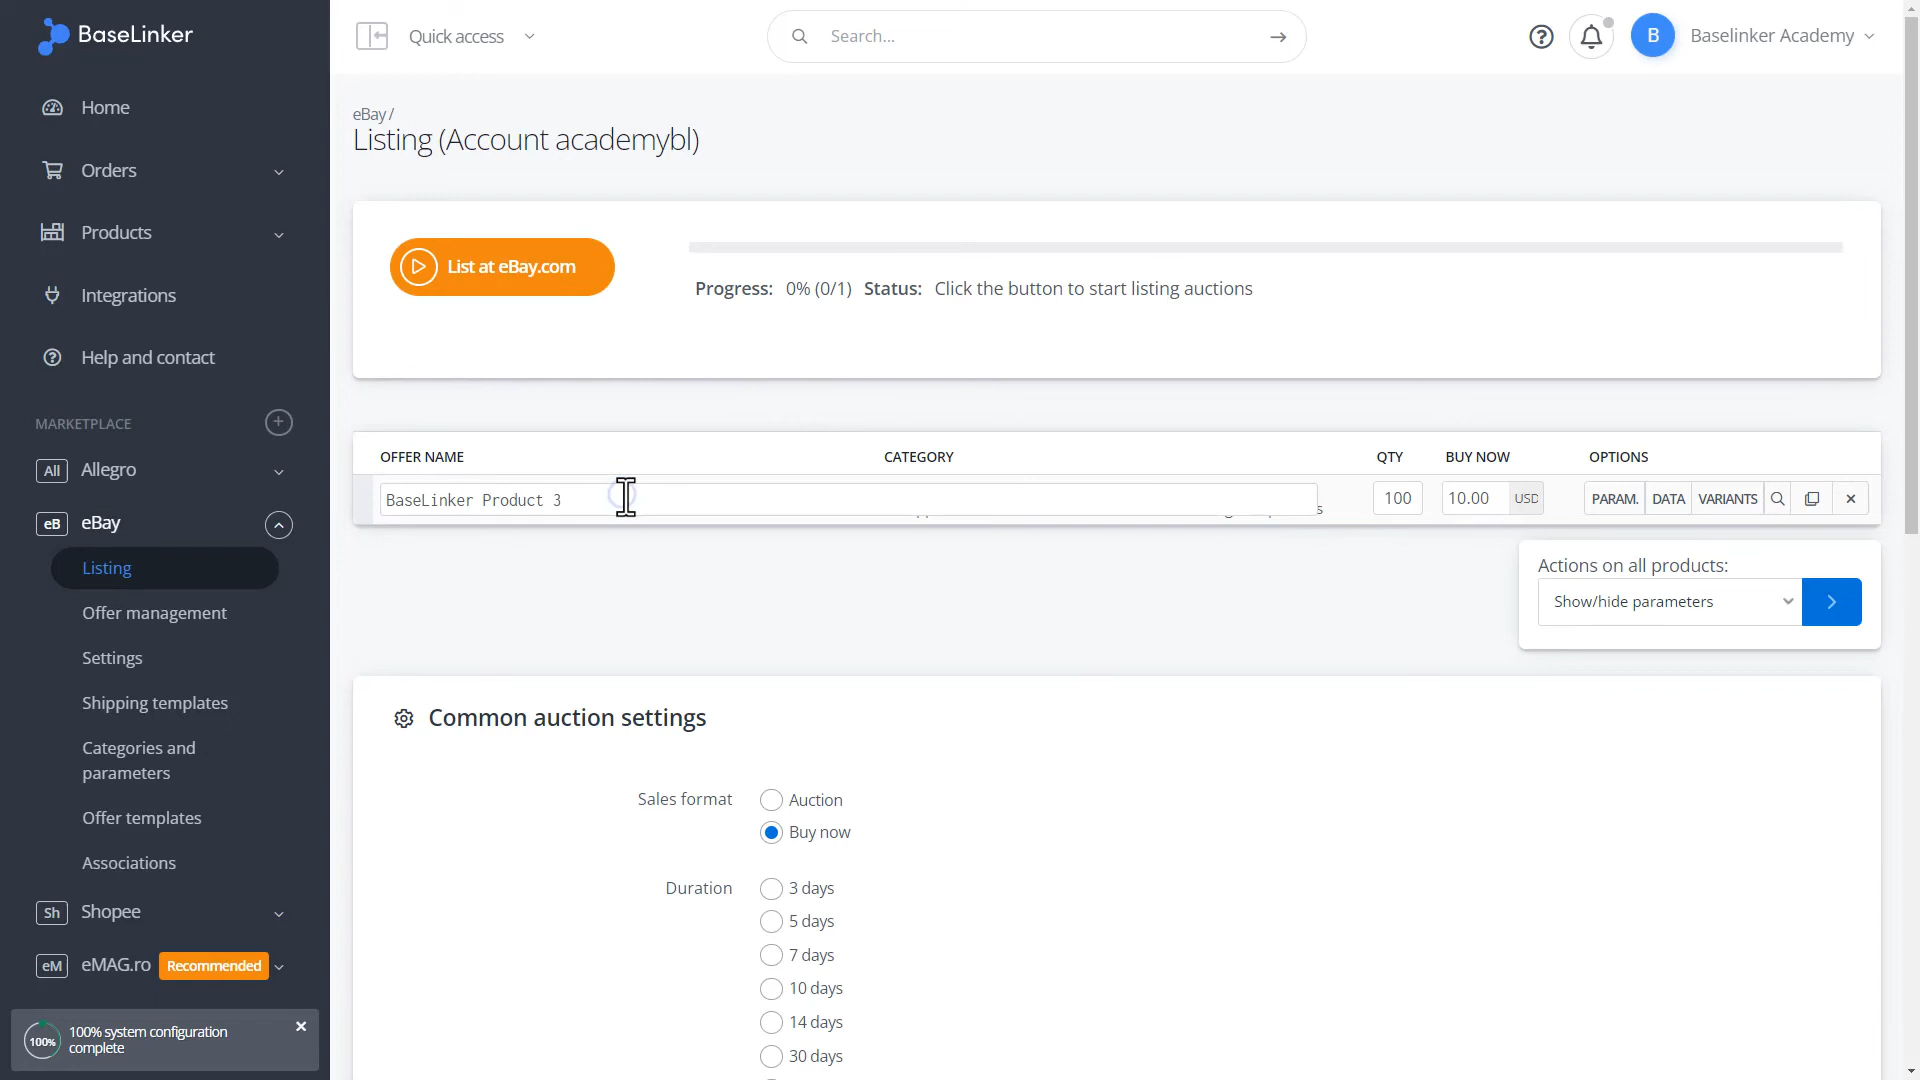 BaseLinker
Quick access
Search...
B
Baselinker Academy
Home
Orders
Products
Integrations
Help and contact
MARKETPLACE
All Allegro
eB eBay
Listing
Offer management
Settings
Shipping templates
Categories and
parameters
Offer templates
Associations
Sh Shopee
eM eMAG.ro Recommended
100% 100% system configuration
complete
eBay /
Listing (Account academybl)
List at eBay.com
Progress: 0% (0/1) Status: Click the button to start listing auctions
OFFER NAME CATEGORY QTY BUY NOW OPTIONS
BaseLinker Product 3 100 10.00 USD PARAM. DATA VARIANTS
Actions on all products:
Show/hide parameters
Common auction settings
Sales format Auction
Buy now
Duration 3 days
5 days
7 days
10 days
14 days
30 days